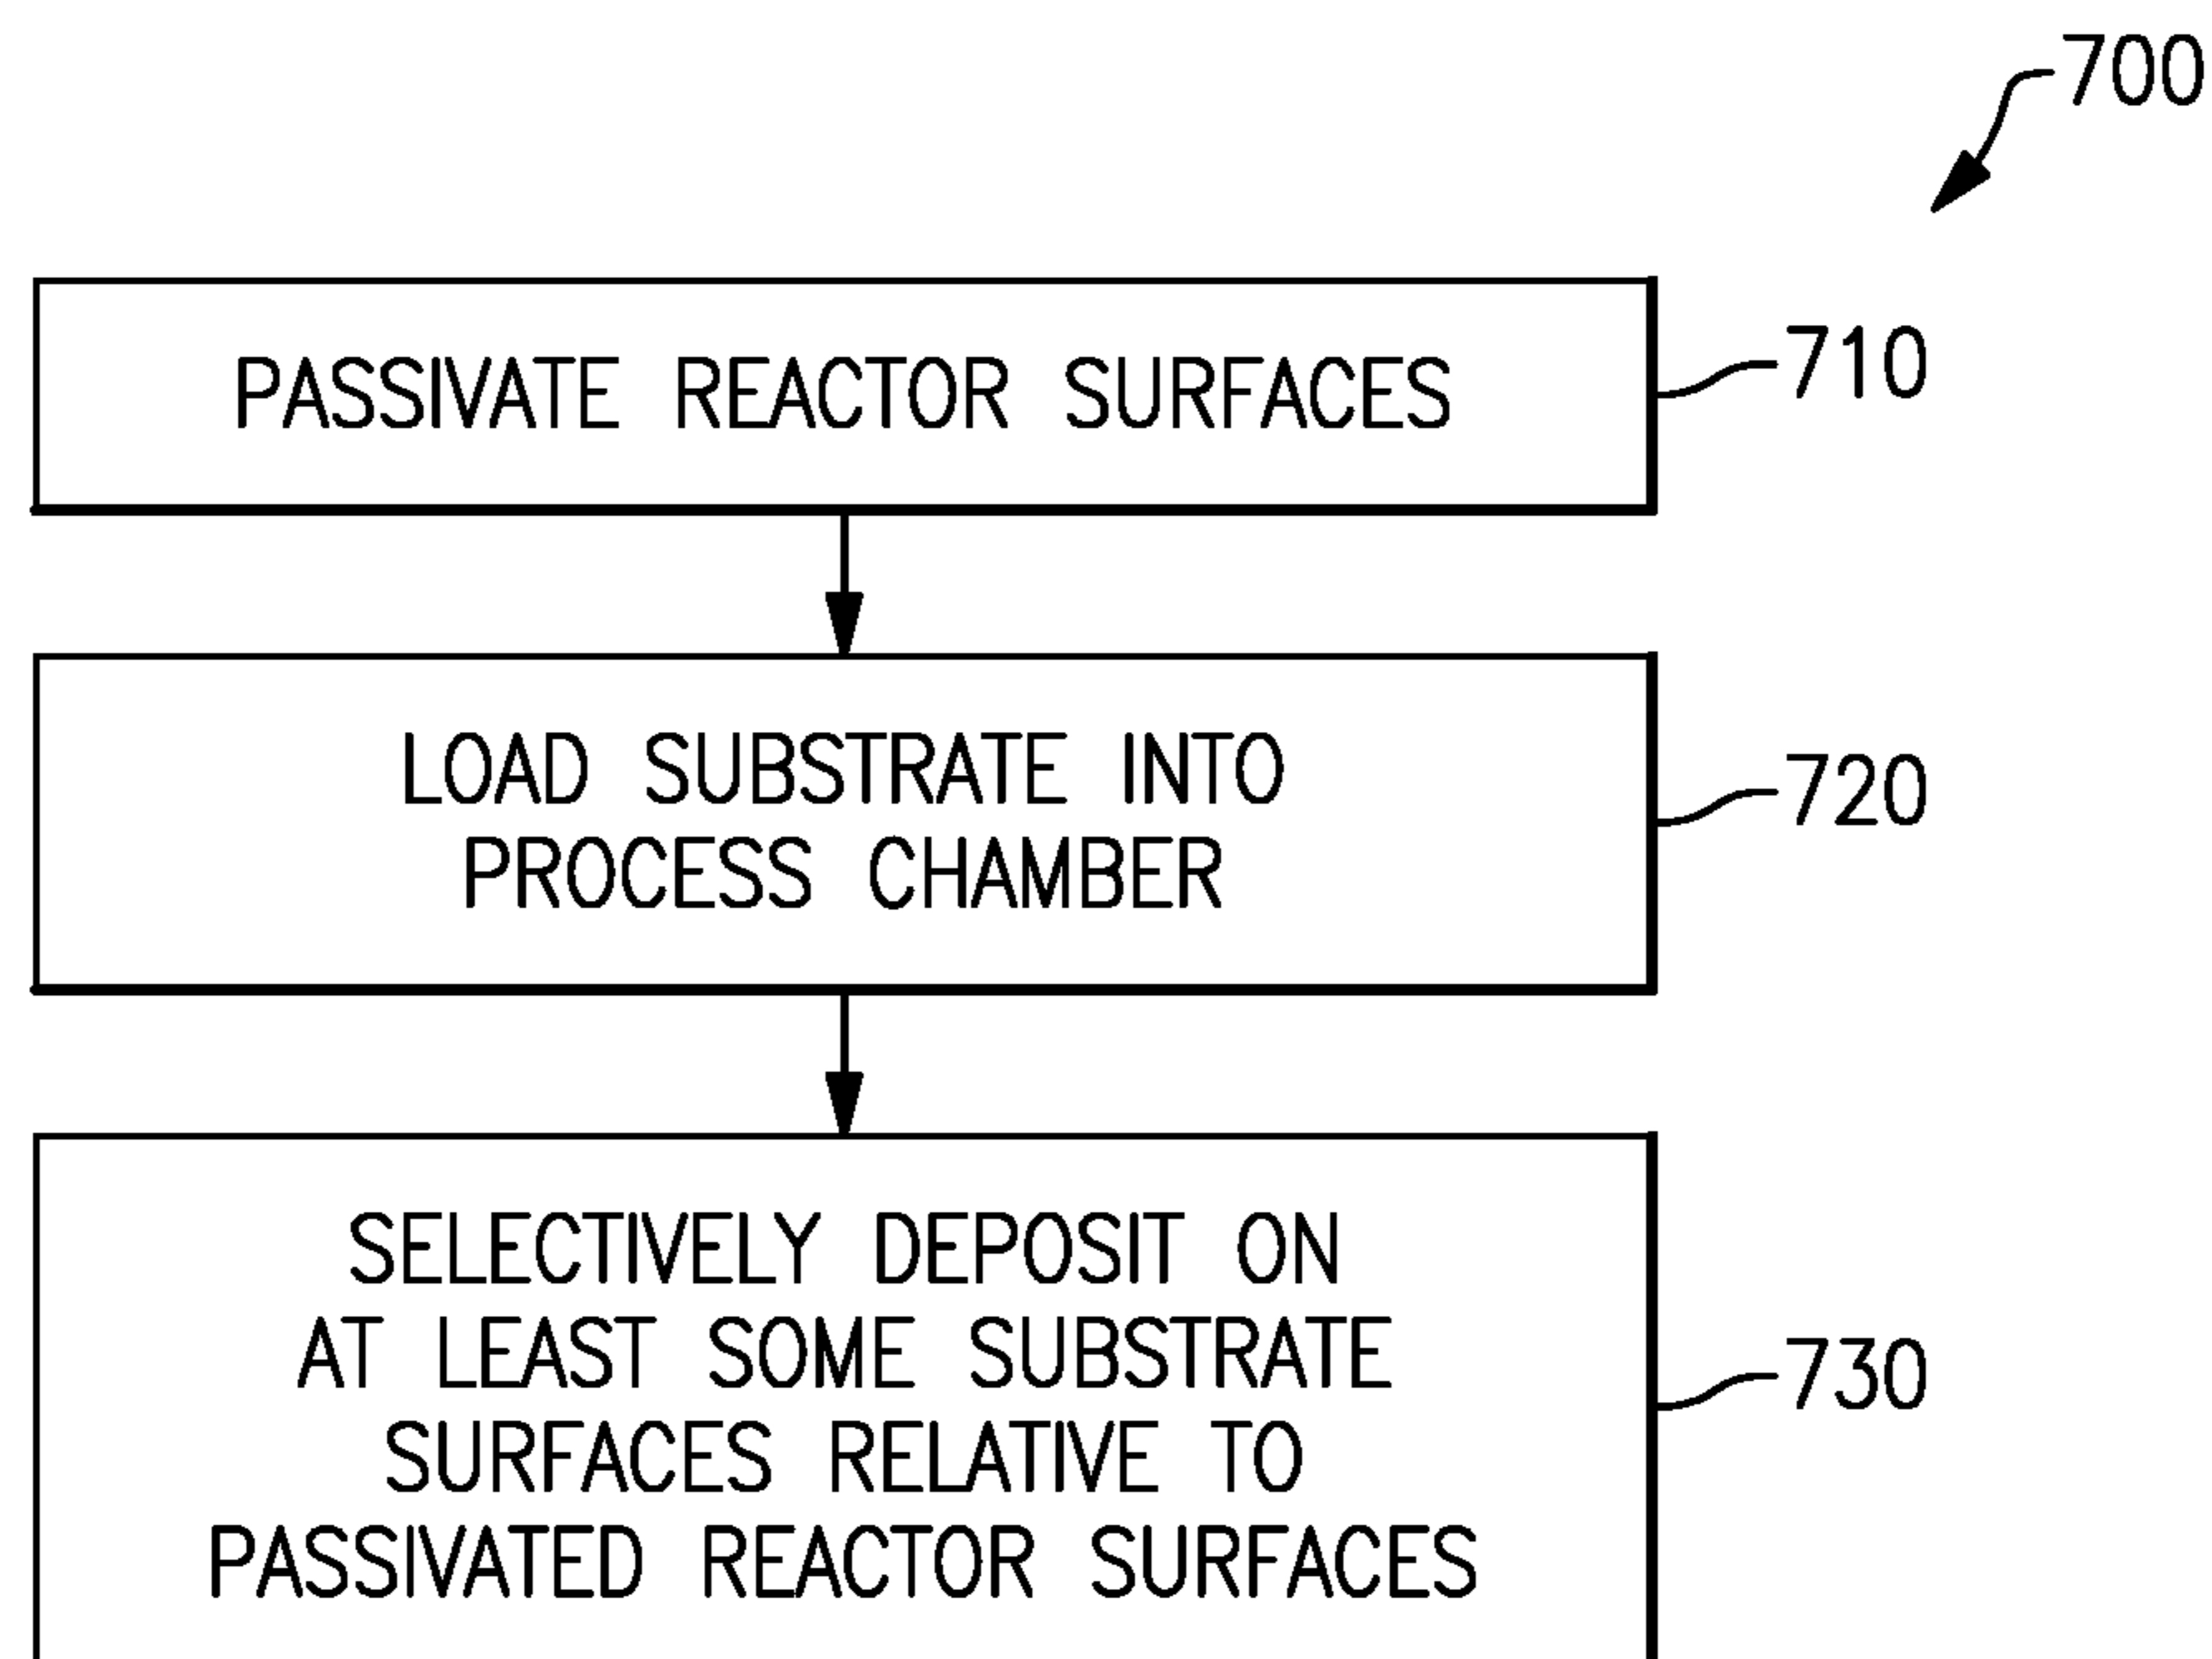 700
PASSIVATE REACTOR SURFACES
710
LOAD SUBSTRATE INTO
PROCESS CHAMBER
720
SELECTIVELY DEPOSIT ON
AT LEAST SOME SUBSTRATE
SURFACES RELATIVE TO
PASSIVATED REACTOR SURFACES
730